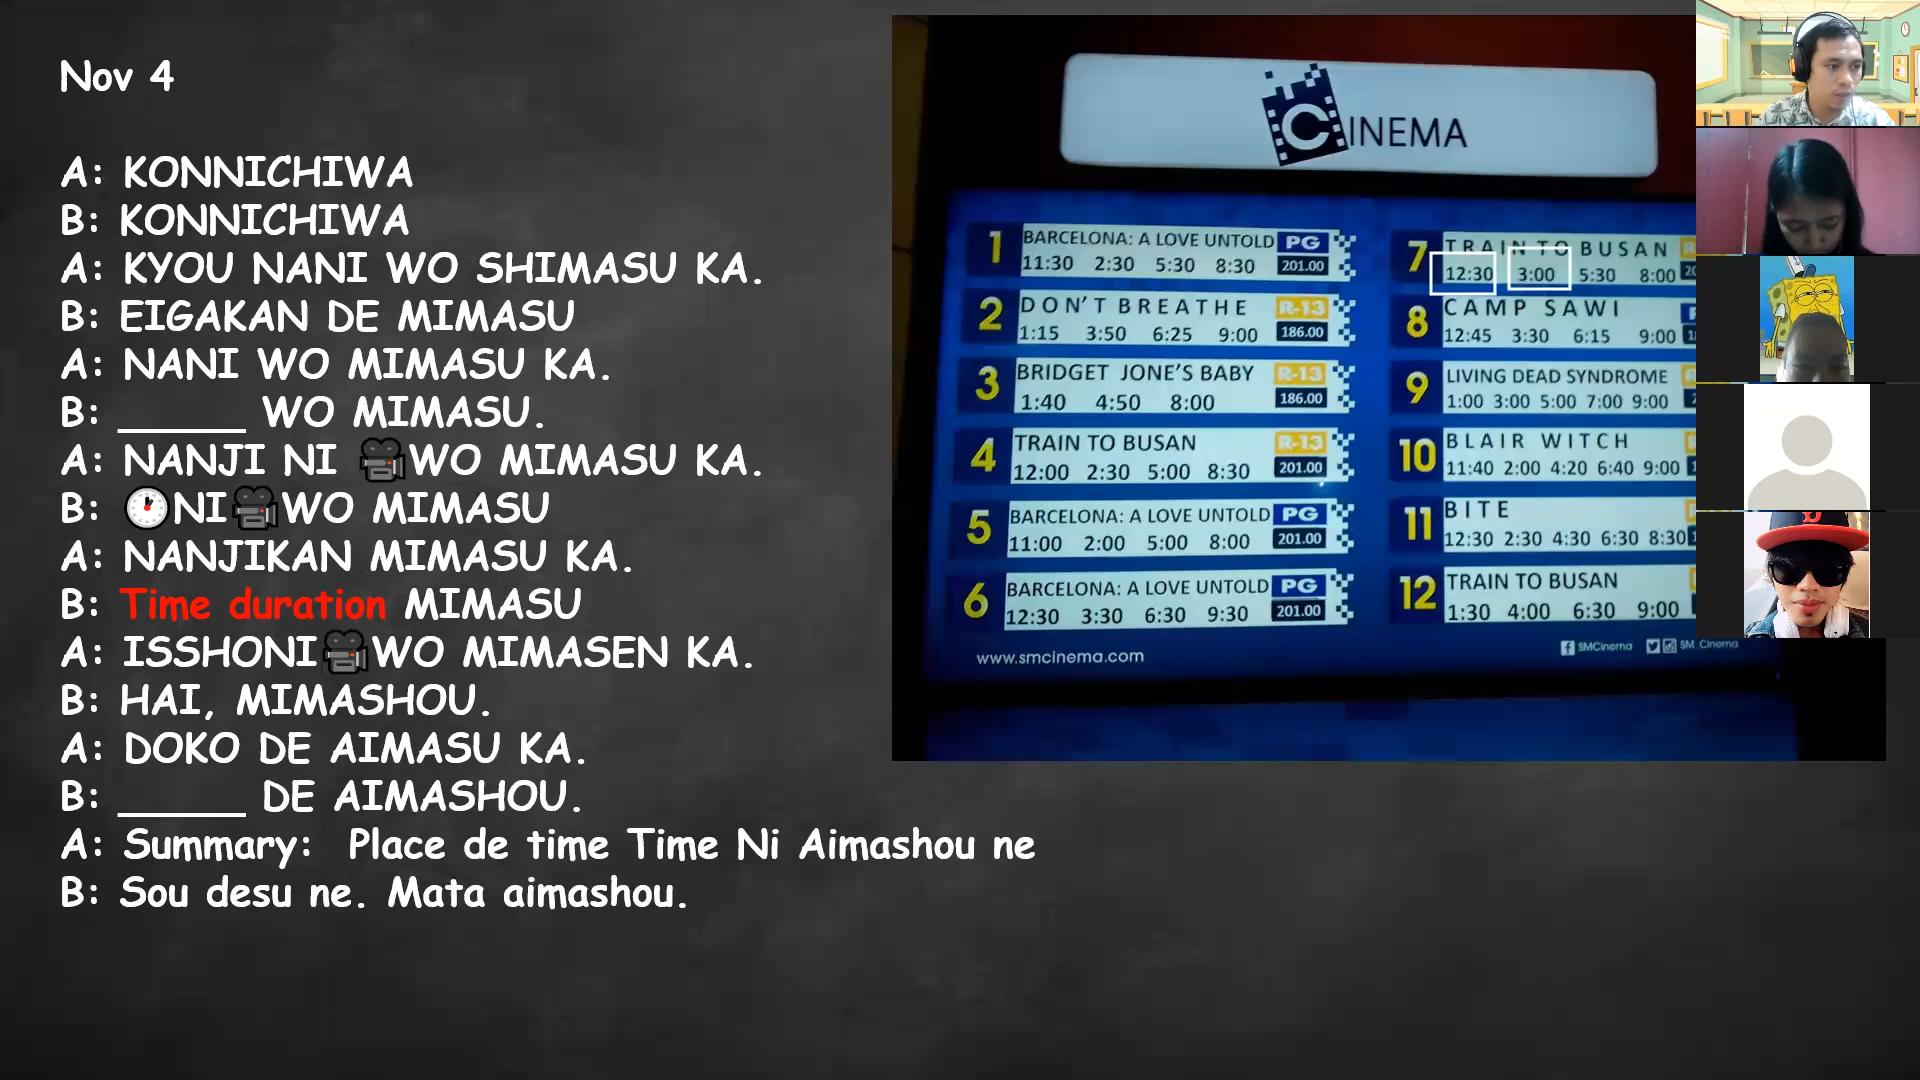 Nov 4
A: KONNICHIWA
B: KONNICHIWA
A: KYOU NANI WO SHIMASU KA.
B: EIGAKAN DE MIMASU
A: NANI WO MIMASU KA.
B: _____ WO MIMASU.
A: NANJI NI 🎥WO MIMASU KA.
B: 🕐NI🎥WO MIMASU
A: NANJIKAN MIMASU KA.
B: Time duration MIMASU
A: ISSHONI🎥WO MIMASEN KA.
B: HAI, MIMASHOU.
A: DOKO DE AIMASU KA.
B: _____ DE AIMASHOU.
A: Summary: Place de time Time Ni Aimashou ne
B: Sou desu ne. Mata aimashou.
CINEMA
1 BARCELONA: A LOVE UNTOLD PG
11:30 2:30 5:30 8:30 201.00
2 DON'T BREATHE R-13
1:15 3:50 6:25 9:00 186.00
3 BRIDGET JONE'S BABY R-13
1:40 4:50 8:00 186.00
4 TRAIN TO BUSAN R-13
12:00 2:30 5:00 8:30 201.00
5 BARCELONA: A LOVE UNTOLD PG
11:00 2:00 5:00 8:00 201.00
6 BARCELONA: A LOVE UNTOLD PG
12:30 3:30 6:30 9:30 201.00
7 TRAIN TO BUSAN
12:30 3:00 5:30 8:00
8 CAMP SAWI
12:45 3:30 6:15 9:00
9 LIVING DEAD SYNDROME
1:00 3:00 5:00 7:00 9:00
10 BLAIR WITCH
11:40 2:00 4:20 6:40 9:00
11 BITE
12:30 2:30 4:30 6:30 8:30
12 TRAIN TO BUSAN
1:30 4:00 6:30 9:00
www.smcinema.com
SMCinema SM_Cinema